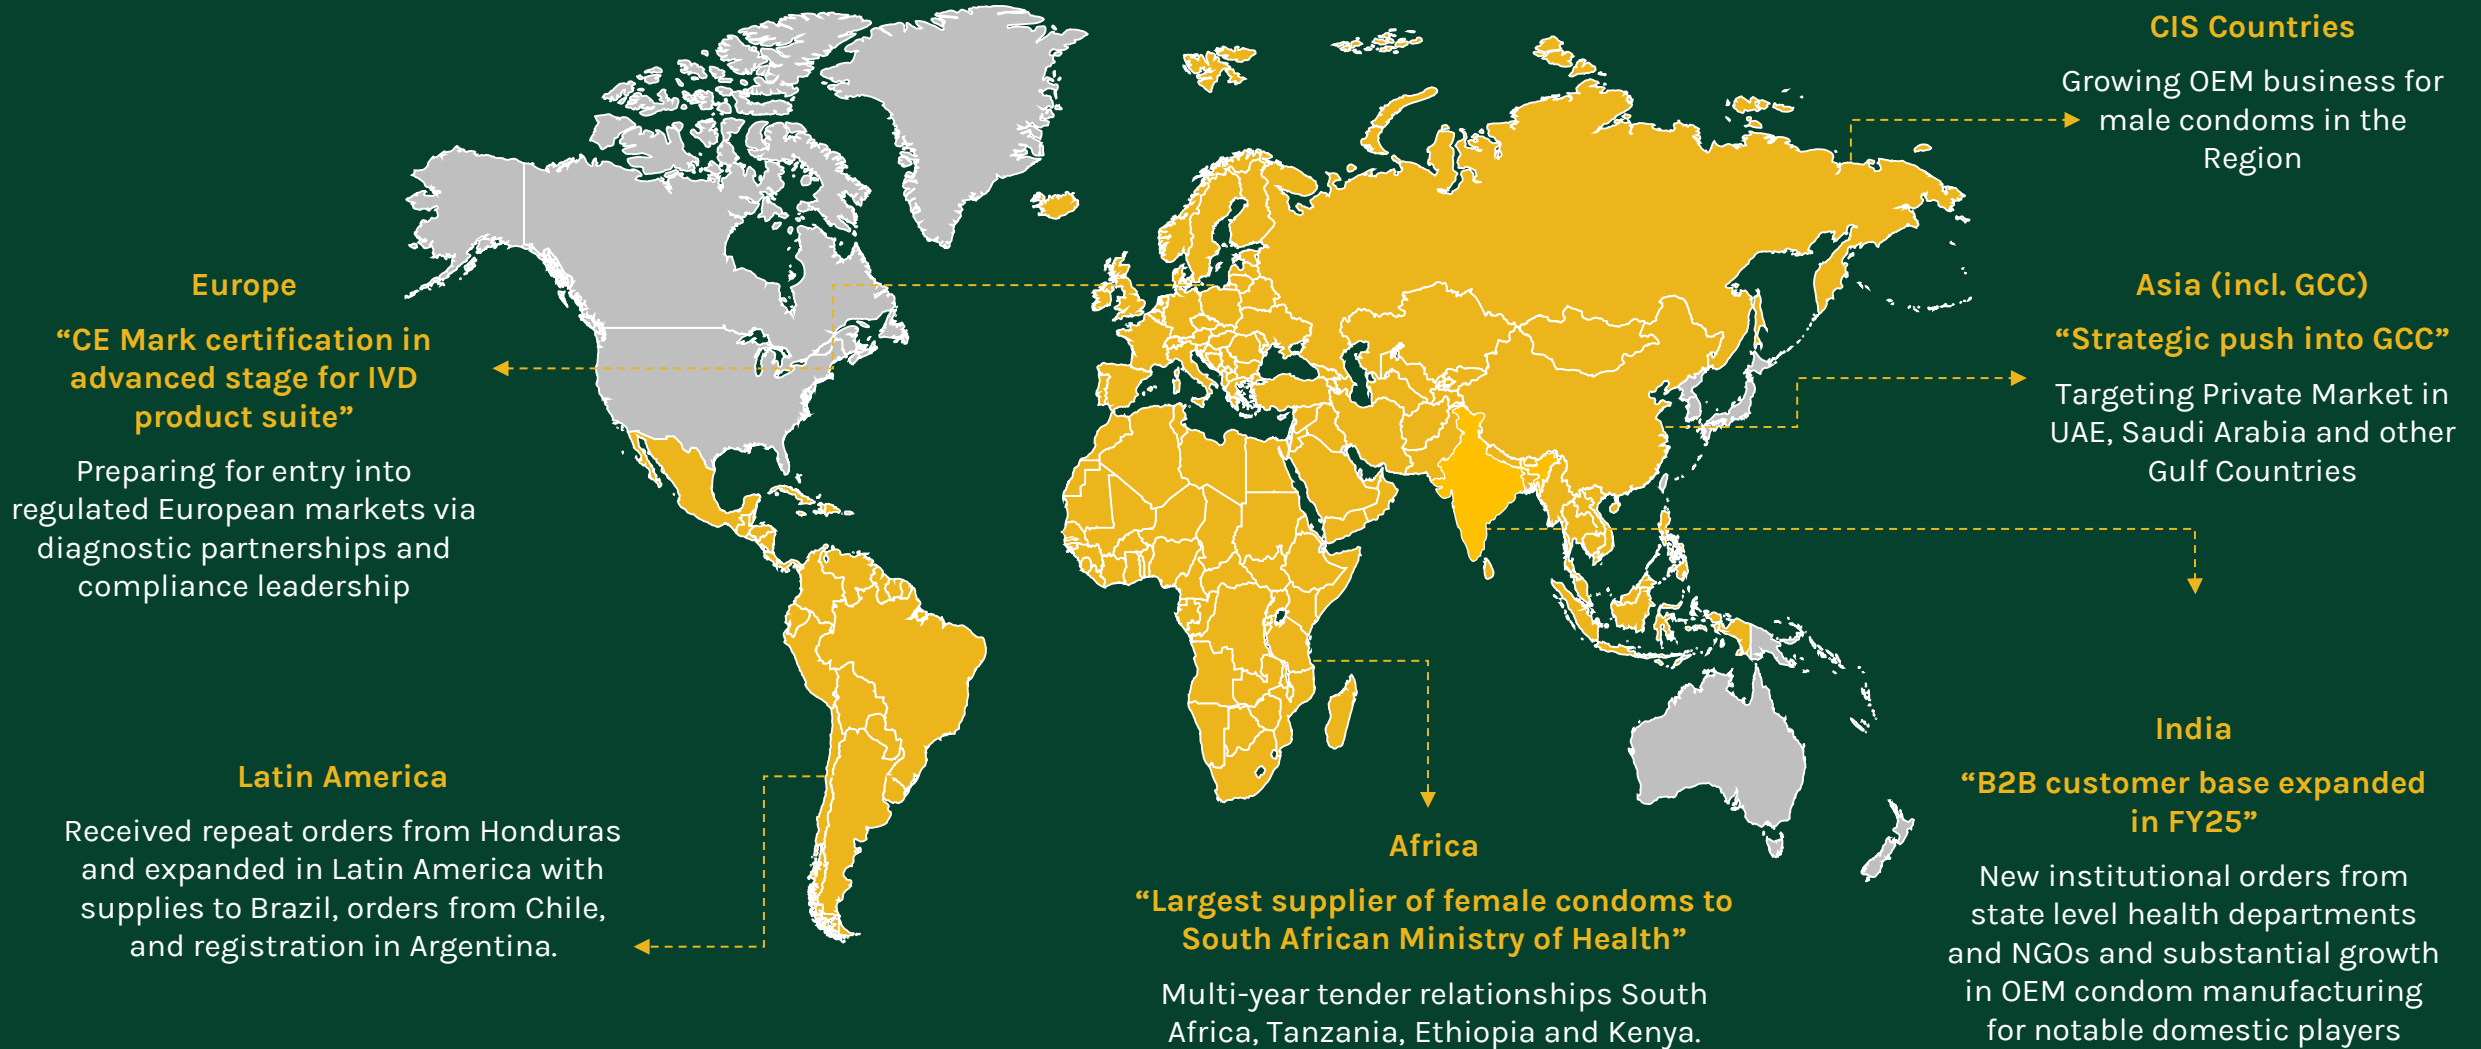 CIS Countries
Growing OEM business for
male condoms in the
Region
Europe
“CE Mark certification in
advanced stage for IVD
product suite”
Preparing for entry into
regulated European markets via
diagnostic partnerships and
compliance leadership
Asia (incl. GCC)
“Strategic push into GCC”
Targeting Private Market in
UAE, Saudi Arabia and other
Gulf Countries
Latin America
Received repeat orders from Honduras
and expanded in Latin America with
supplies to Brazil, orders from Chile,
and registration in Argentina.
Africa
“Largest supplier of female condoms to
South African Ministry of Health”
Multi-year tender relationships South
Africa, Tanzania, Ethiopia and Kenya.
India
“B2B customer base expanded
in FY25”
New institutional orders from
state level health departments
and NGOs and substantial growth
in OEM condom manufacturing
for notable domestic players